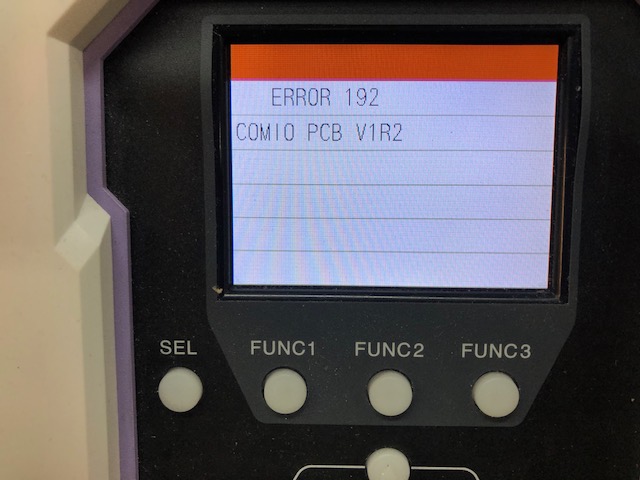 ERROR 192
COMIO PCB V1R2
SEL FUNC1 FUNC2 FUNC3